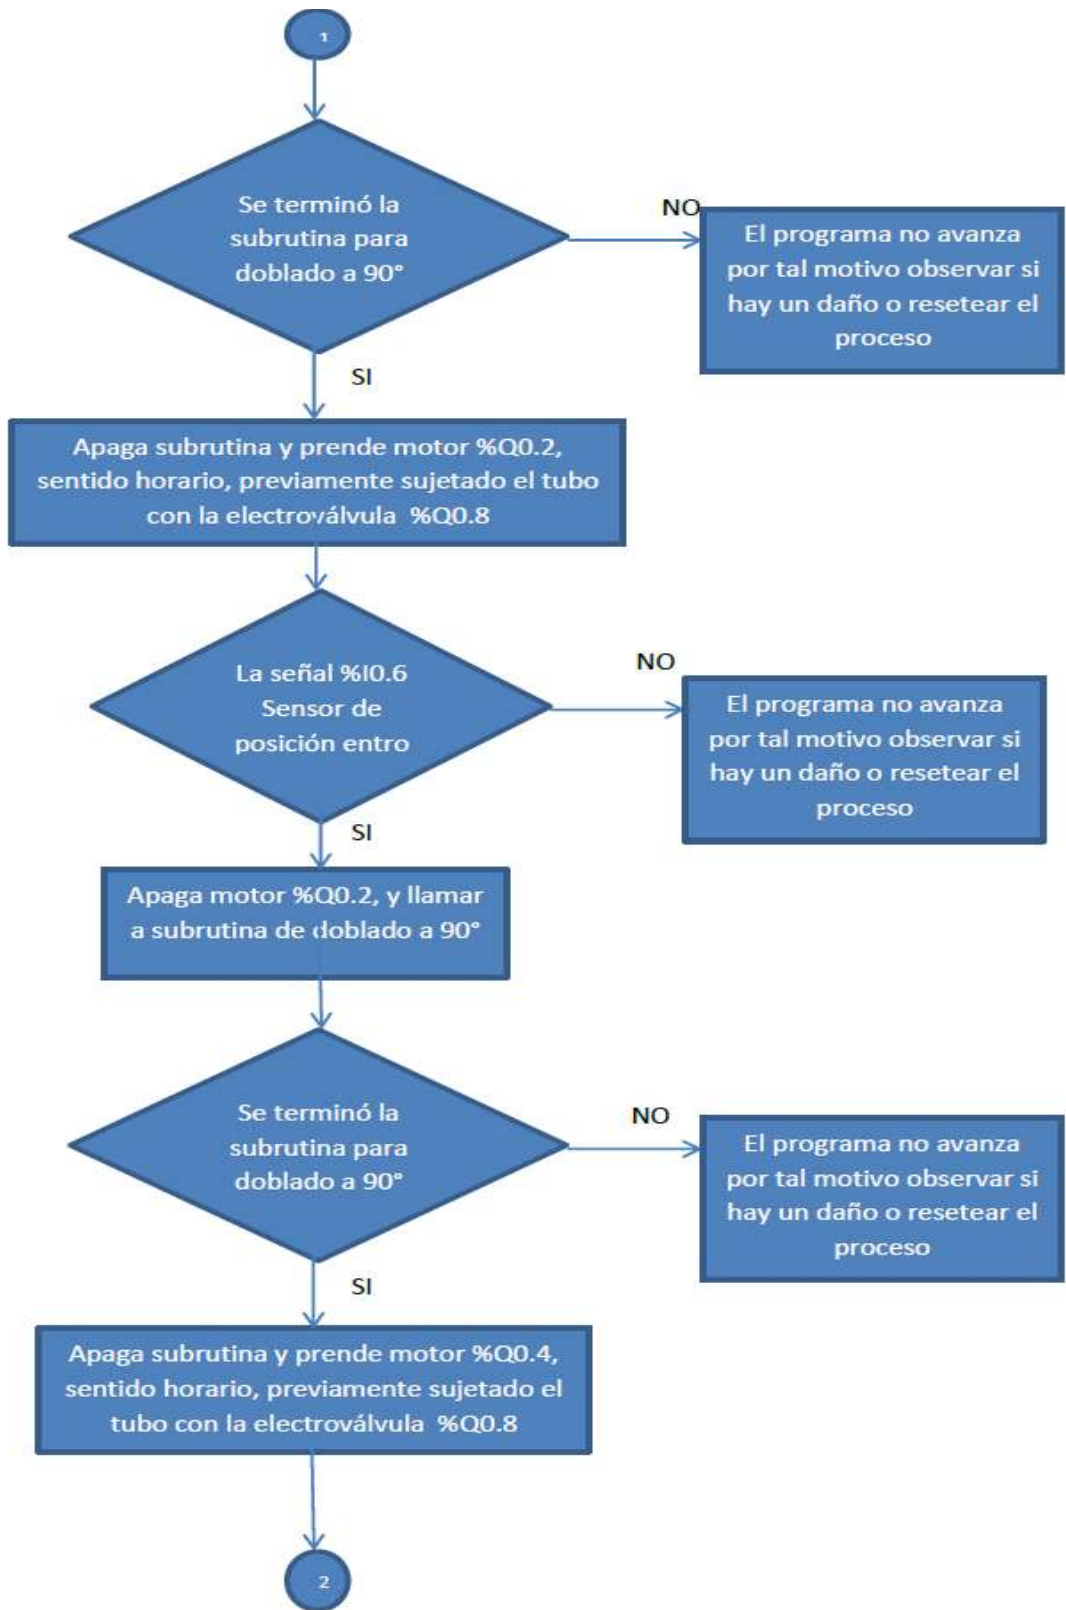 1
Se terminó la
subrutina para
doblado a 90°
NO
El programa no avanza
por tal motivo observar si
hay un daño o resetear el
proceso
SI
Apaga subrutina y prende motor %Q0.2,
sentido horario, previamente sujetado el tubo
con la electroválvula %Q0.8
La señal %I0.6
Sensor de
posición entro
NO
El programa no avanza
por tal motivo observar si
hay un daño o resetear el
proceso
SI
Apaga motor %Q0.2, y llamar
a subrutina de doblado a 90°
Se terminó la
subrutina para
doblado a 90°
NO
El programa no avanza
por tal motivo observar si
hay un daño o resetear el
proceso
SI
Apaga subrutina y prende motor %Q0.4,
sentido horario, previamente sujetado el
tubo con la electroválvula %Q0.8
2